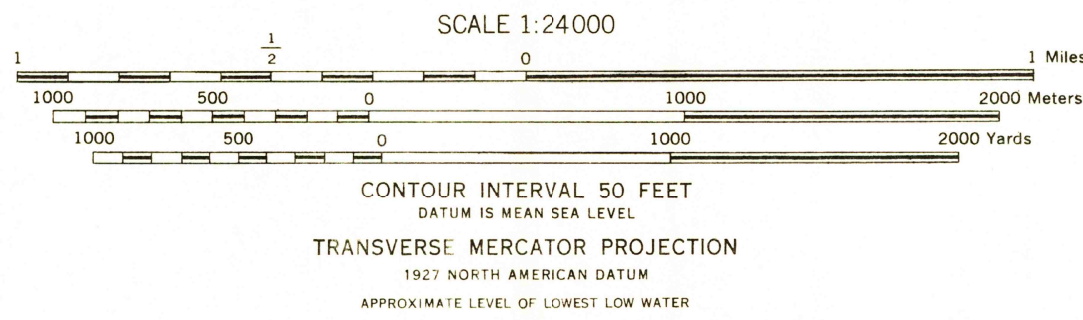 SCALE 1:24000
1 1/2 0 1 Miles
1000 500 0 1000 2000 Meters
1000 500 0 1000 2000 Yards
CONTOUR INTERVAL 50 FEET
DATUM IS MEAN SEA LEVEL
TRANSVERSE MERCATOR PROJECTION
1927 NORTH AMERICAN DATUM
APPROXIMATE LEVEL OF LOWEST LOW WATER